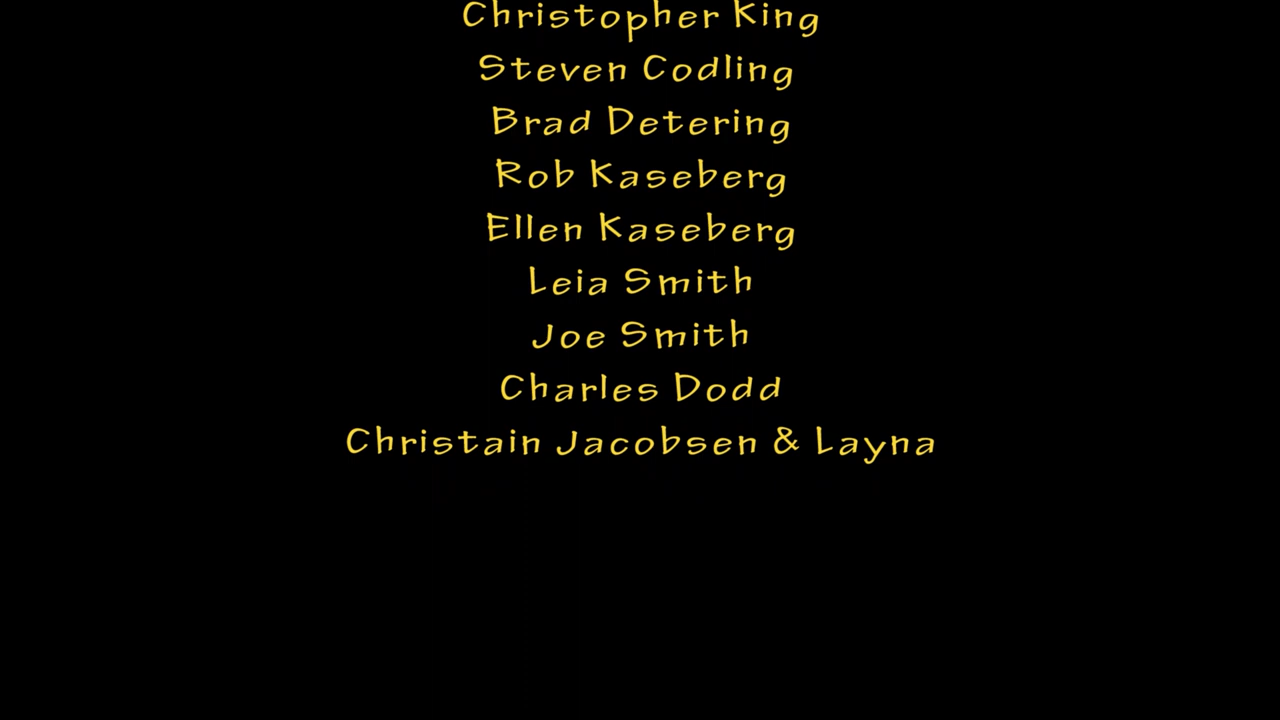 Christopher King
Steven Codling
Brad Detering
Rob Kaseberg
Ellen Kaseberg
Leia Smith
Joe Smith
Charles Dodd
Christain Jacobsen & Layna